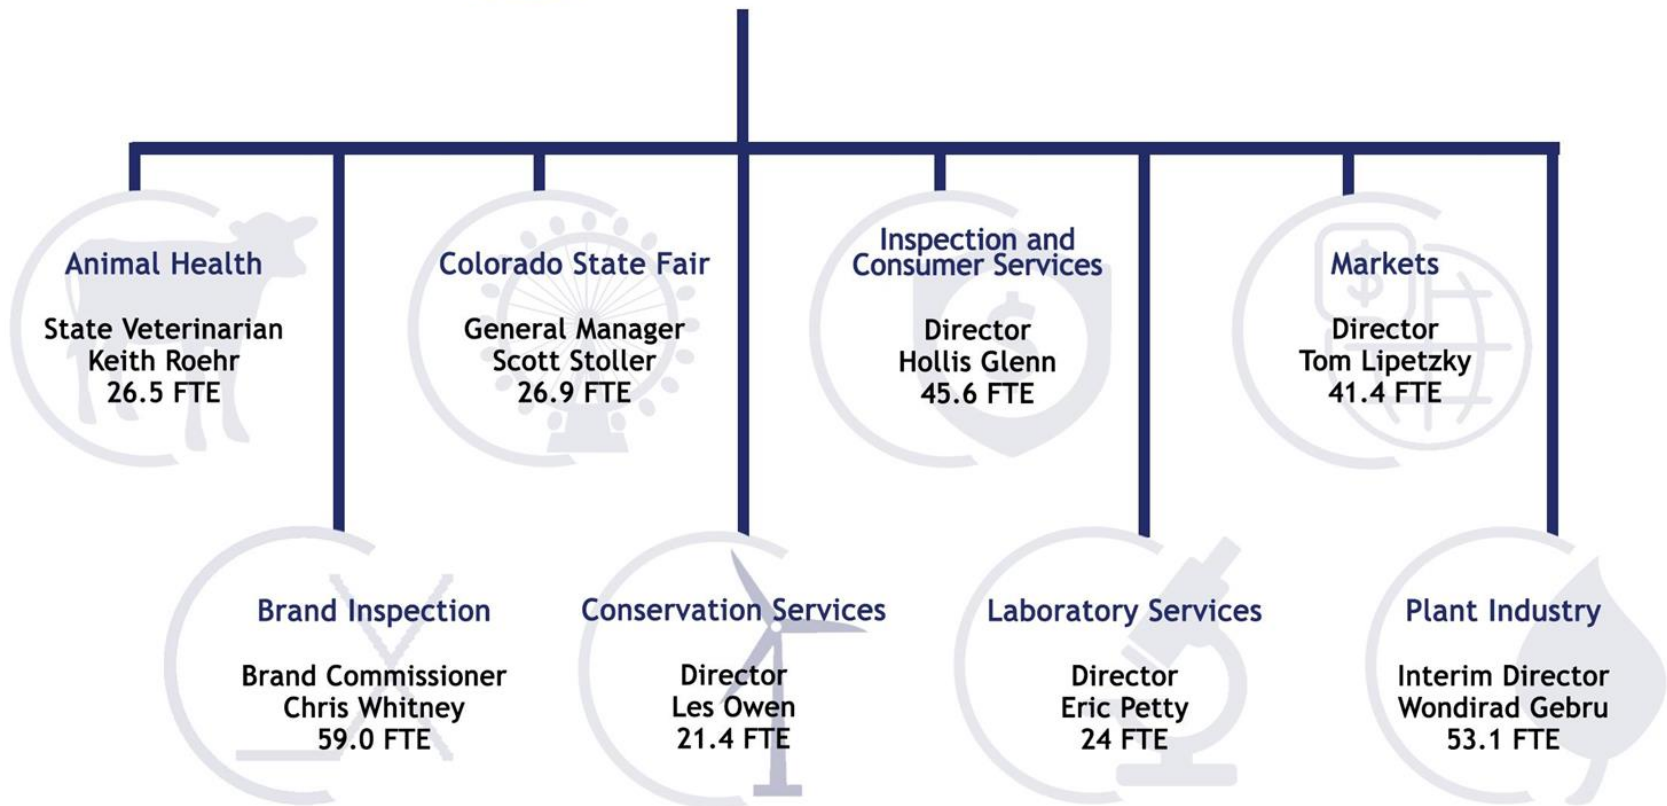 Animal Health
State Veterinarian
Keith Roehr
26.5 FTE
Colorado State Fair
General Manager
Scott Stoller
26.9 FTE
Inspection and
Consumer Services
Director
Hollis Glenn
45.6 FTE
Markets
Director
Tom Lipetzky
41.4 FTE
Brand Inspection
Brand Commissioner
Chris Whitney
59.0 FTE
Conservation Services
Director
Les Owen
21.4 FTE
Laboratory Services
Director
Eric Petty
24 FTE
Plant Industry
Interim Director
Wondirad Gebru
53.1 FTE